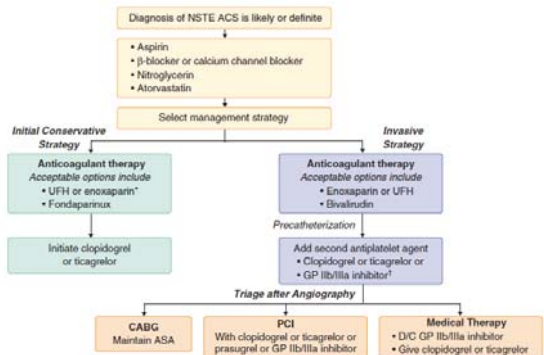 Diagnosis of NSTE ACS is likely or definite
• Aspirin
• β-blocker or calcium channel blocker
• Nitroglycerin
• Atorvastatin
Select management strategy
Initial Conservative
Strategy
Invasive
Strategy
Anticoagulant therapy
Acceptable options include
• UFH or enoxaparin*
• Fondaparinux
Anticoagulant therapy
Acceptable options include
• Enoxaparin or UFH
• Bivalirudin
Precatheterization
Initiate clopidogrel
or ticagrelor
Add second antiplatelet agent
• Clopidogrel or ticagrelor or
• GP IIb/IIIa inhibitor†
Triage after Angiography
CABG
Maintain ASA
PCI
With clopidogrel or ticagrelor or
prasugrel or GP IIb/IIIa inhibitor
Medical Therapy
• D/C GP IIb/IIIa inhibitor
• Give clopidogrel or ticagrelor